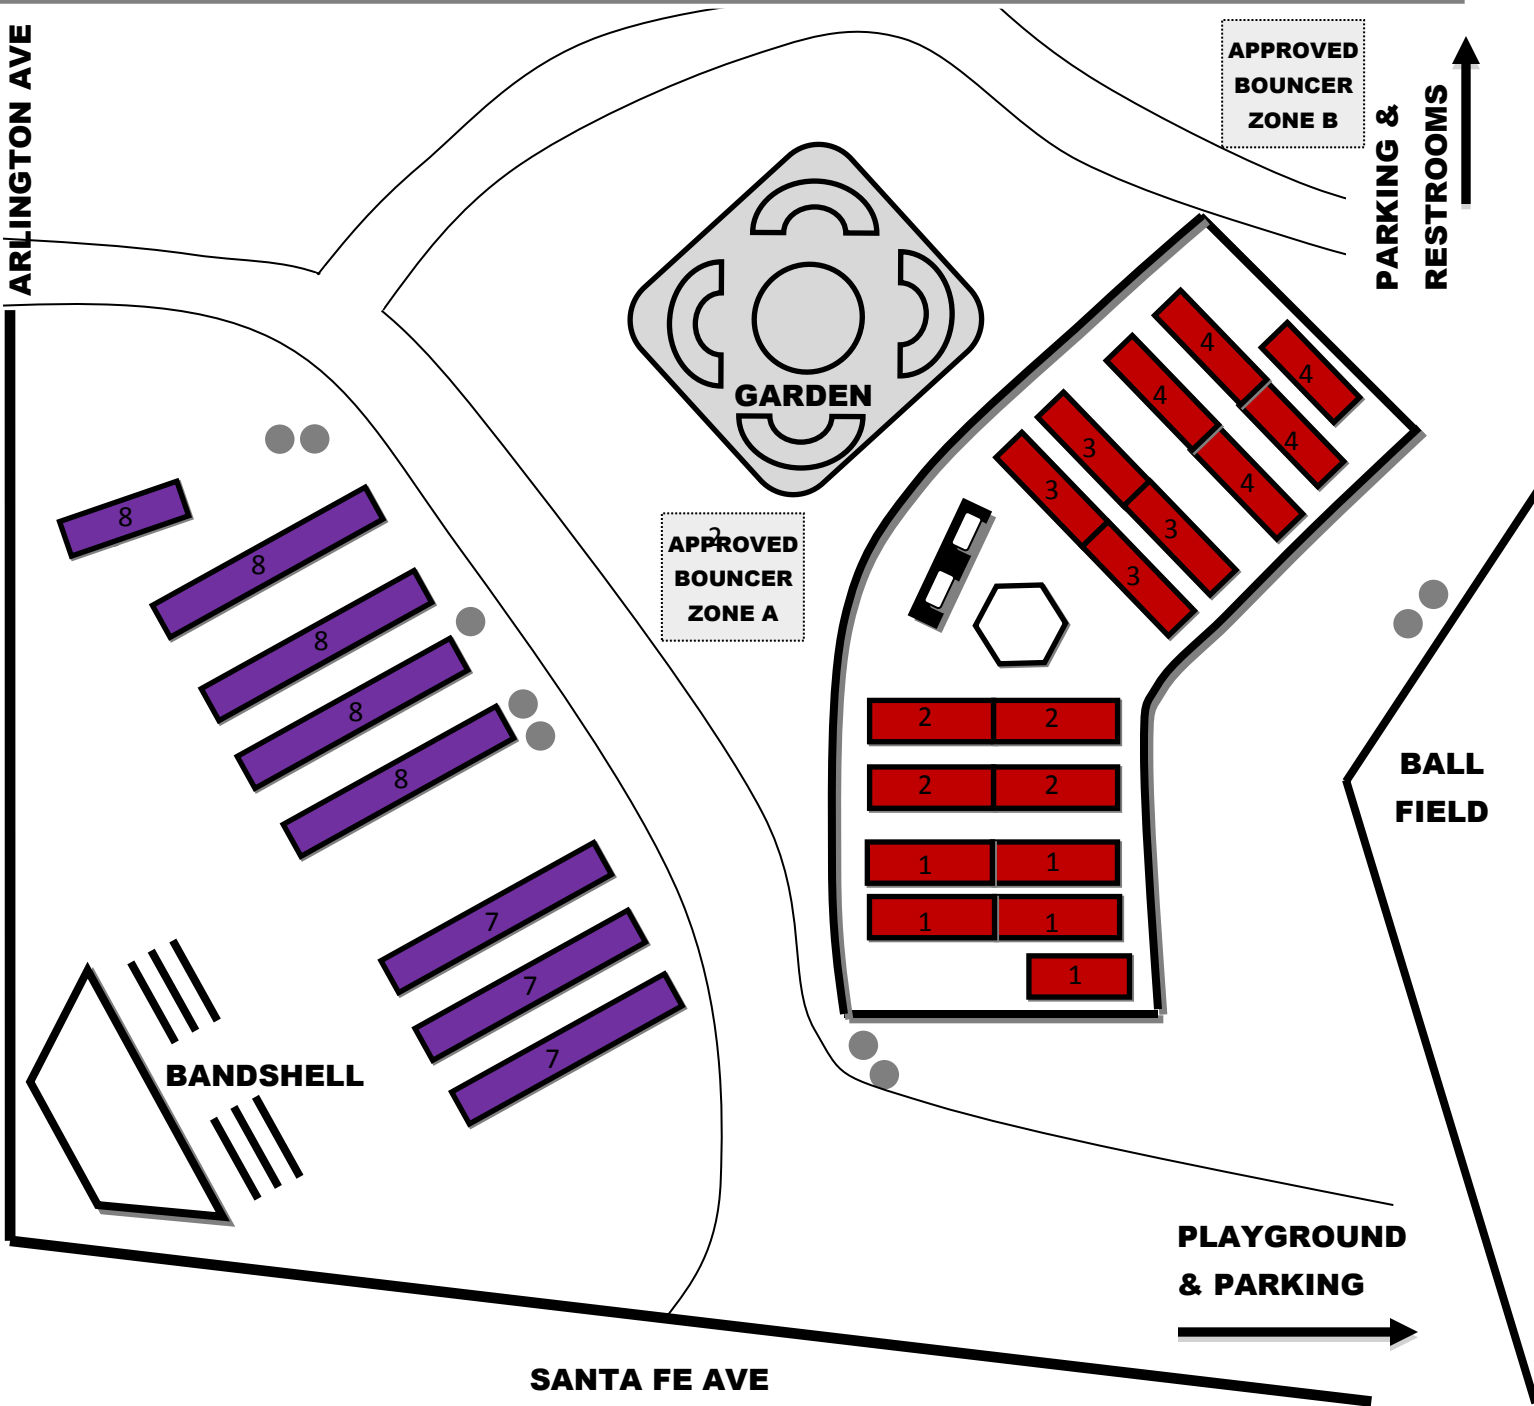 ARLINGTON AVE
APPROVED
BOUNCER
ZONE B
PARKING &
RESTROOMS
GARDEN
4
4
4
4
4
3
3
3
3
2
APPROVED
BOUNCER
ZONE A
8
8
8
8
8
2 2
2 2
1 1
1 1
1
7
7
7
BALL
FIELD
BANDSHELL
PLAYGROUND
& PARKING
SANTA FE AVE